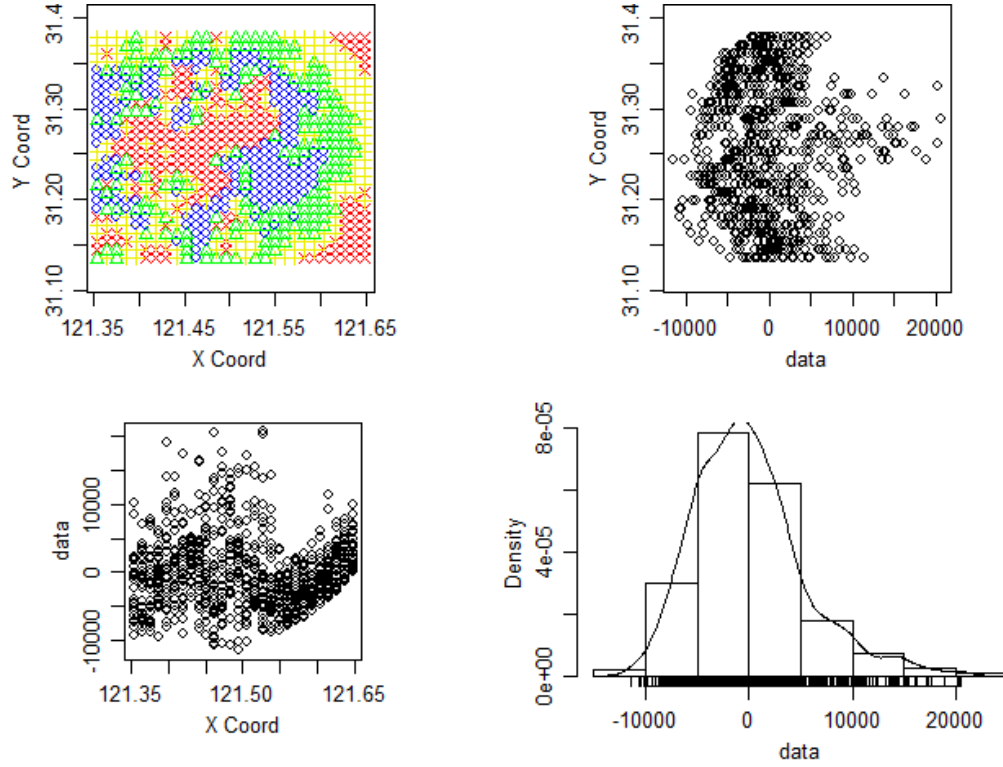 31.4
31.30
31.20
31.10
Y Coord
121.35 121.45 121.55 121.65
X Coord
31.4
31.30
31.20
31.10
Y Coord
-10000 0 10000 20000
data
10000
0
-10000
data
121.35 121.50 121.65
X Coord
8e-05
4e-05
0e+00
Density
-10000 0 10000 20000
data